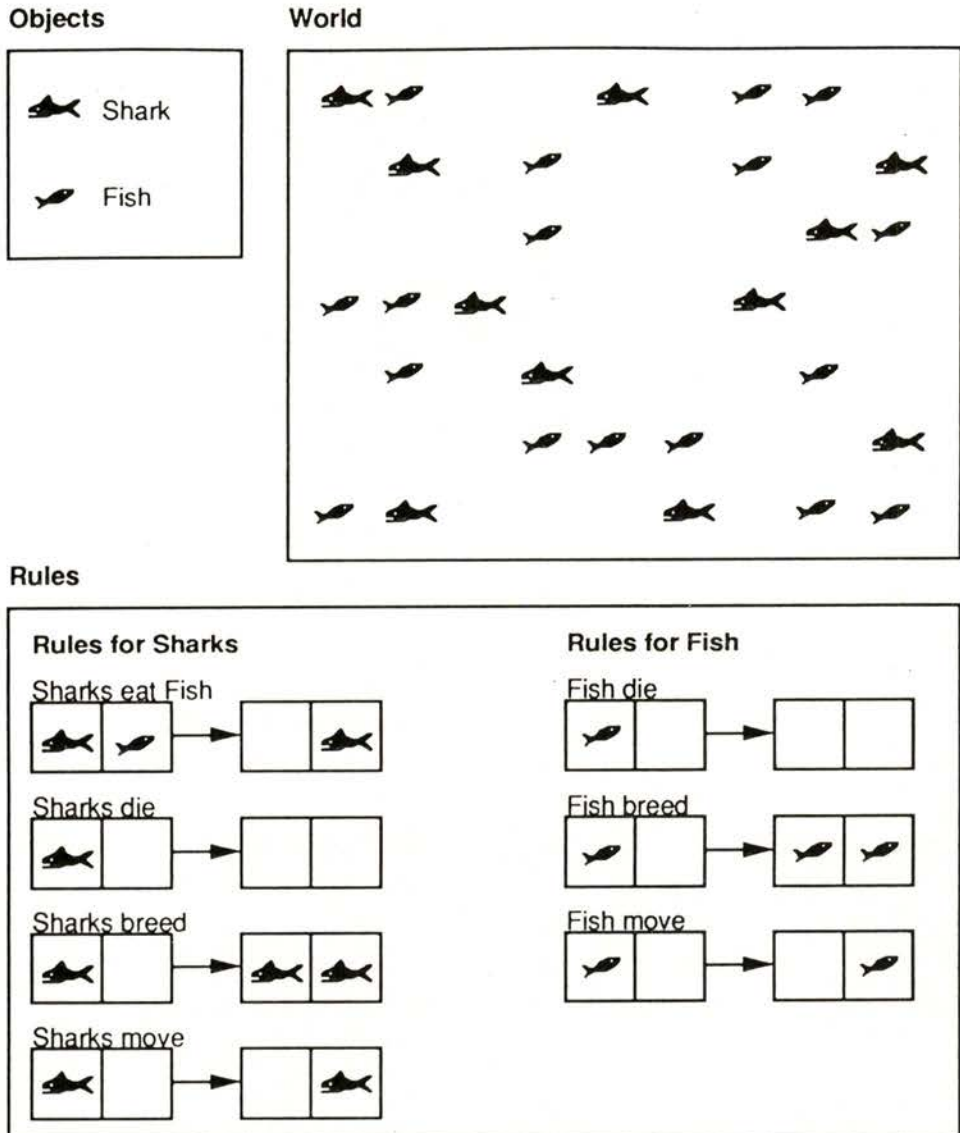 Objects
World
Shark
Fish
Rules
Rules for Sharks
Sharks eat Fish
Sharks die
Sharks breed
Sharks move
Rules for Fish
Fish die
Fish breed
Fish move